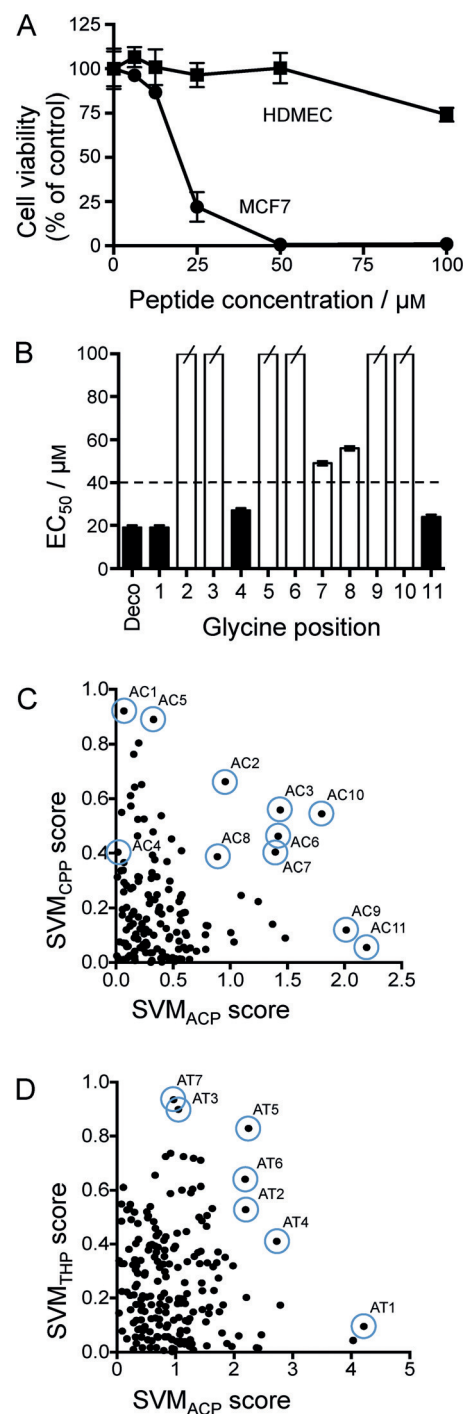 A
Cell viability
(% of control)
125
100
75
50
25
0
HDMEC
MCF7
0 25 50 75 100
Peptide concentration / µM
B
EC50 / µM
100
80
60
40
20
0
Deco 1 2 3 4 5 6 7 8 9 10 11
Glycine position
C
SVMCPP score
1.0
0.8
0.6
0.4
0.2
0.0
AC1
AC5
AC2
AC3
AC10
AC4
AC8
AC6
AC7
AC9
AC11
0.0 0.5 1.0 1.5 2.0 2.5
SVMACP score
D
SVMTHP score
1.0
0.8
0.6
0.4
0.2
0.0
AT7
AT3
AT5
AT6
AT2
AT4
AT1
0 1 2 3 4 5
SVMACP score